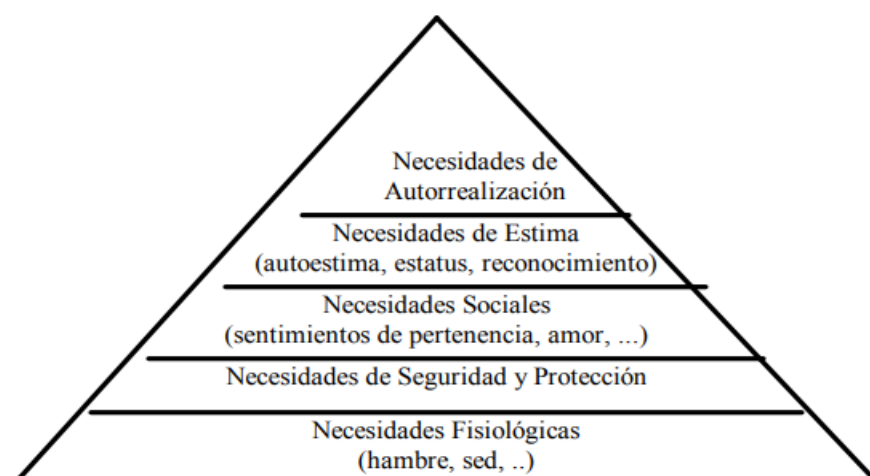 Necesidades de
Autorrealización
Necesidades de Estima
(autoestima, estatus, reconocimiento)
Necesidades Sociales
(sentimientos de pertenencia, amor, ...)
Necesidades de Seguridad y Protección
Necesidades Fisiológicas
(hambre, sed, ..)